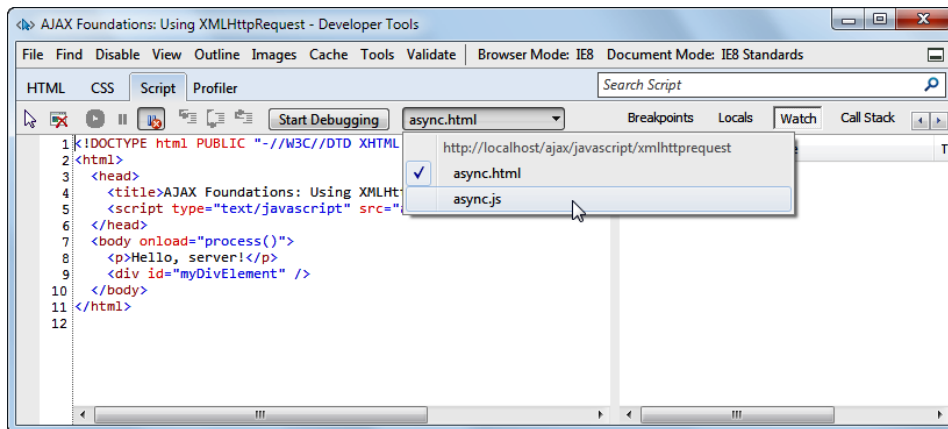 AJAX Foundations: Using XMLHttpRequest - Developer Tools
File Find Disable View Outline Images Cache Tools Validate Browser Mode: IE8 Document Mode: IE8 Standards
HTML CSS Script Profiler Search Script
Start Debugging async.html Breakpoints Locals Watch Call Stack
http://localhost/ajax/javascript/xmlhttprequest
async.html
async.js
1 <!DOCTYPE html PUBLIC "-//W3C//DTD XHTML
2 <html>
3 <head>
4 <title>AJAX Foundations: Using XMLHt
5 <script type="text/javascript" src="
6 </head>
7 <body onload="process()">
8 <p>Hello, server!</p>
9 <div id="myDivElement" />
10 </body>
11 </html>
12